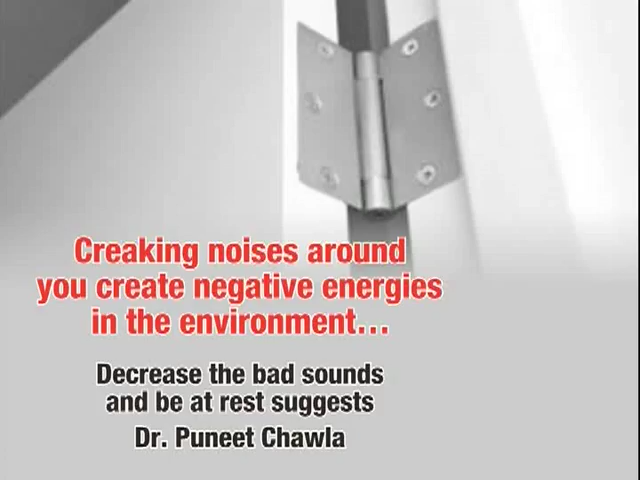 Creaking noises around
you create negative energies
in the environment...
Decrease the bad sounds
and be at rest suggests
Dr. Puneet Chawla